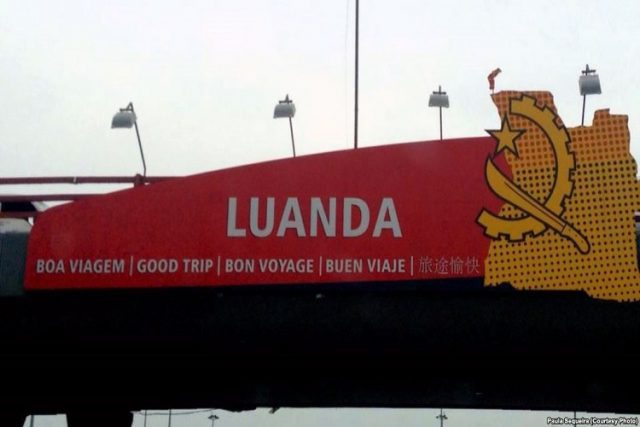 LUANDA
BOA VIAGEM | GOOD TRIP | BON VOYAGE | BUEN VIAJE | 旅途愉快
Paula Sequeira (Courtesy Photo)